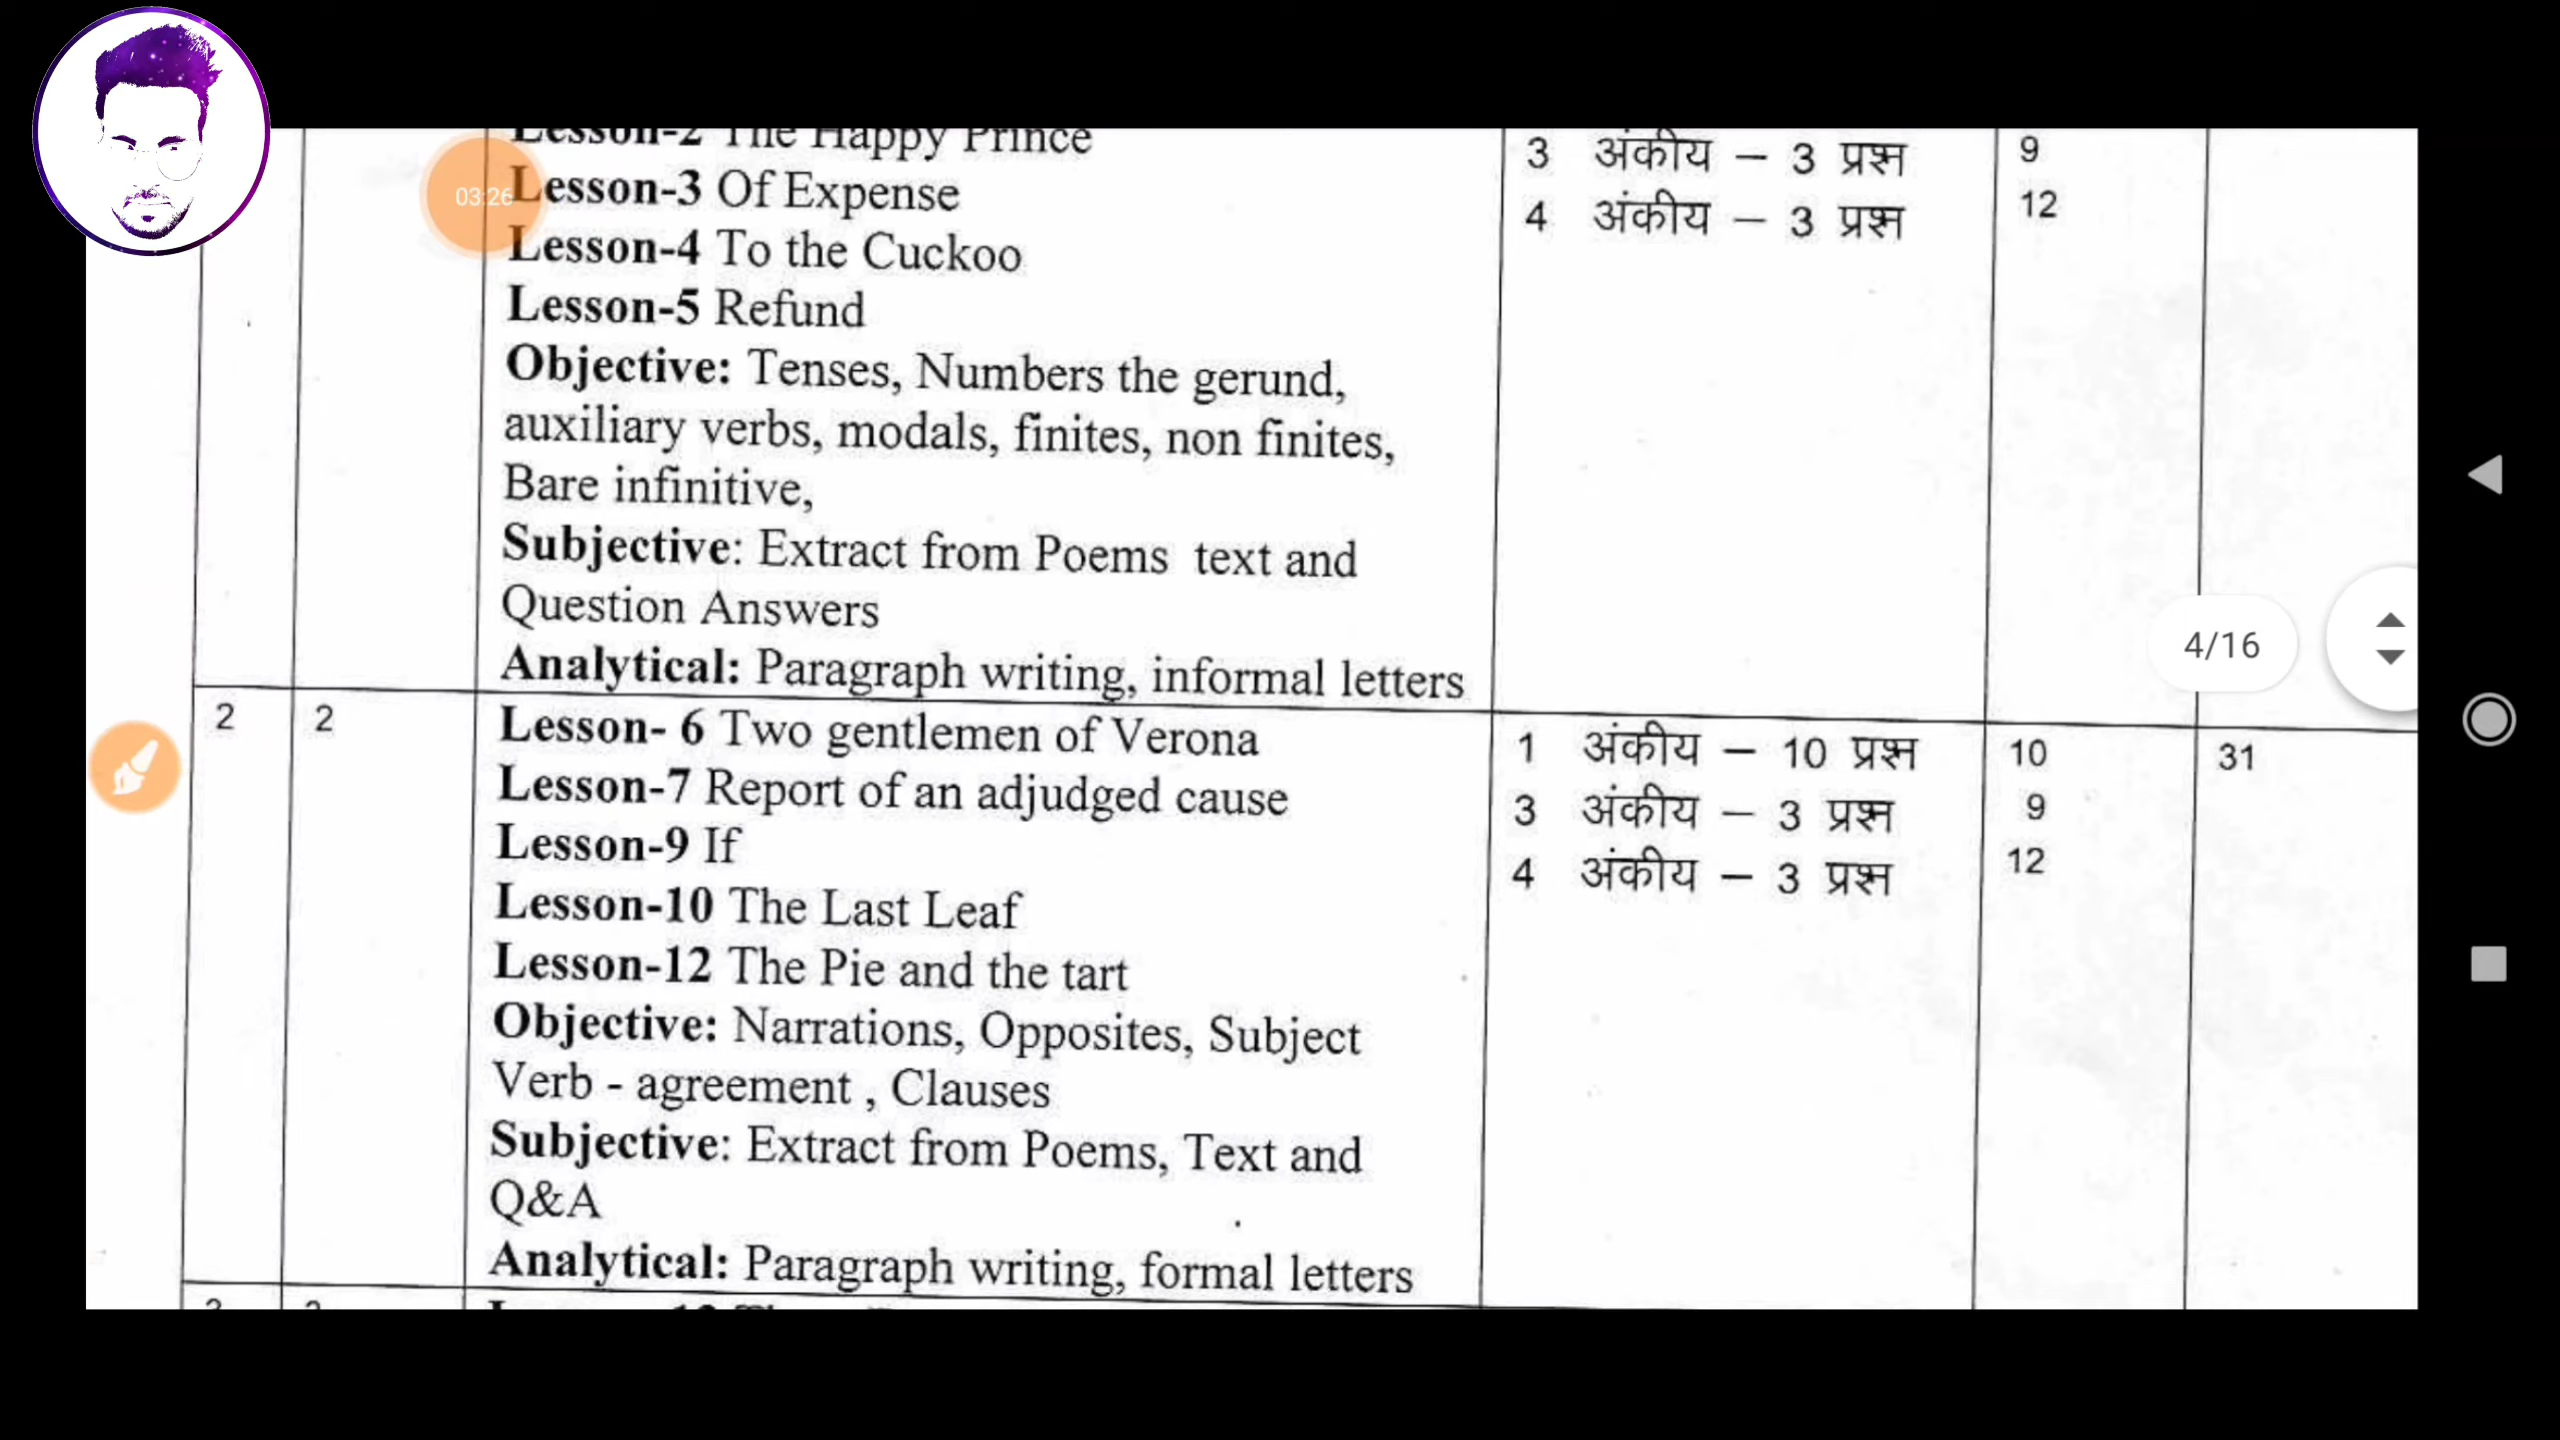 Lesson-2 The Happy Prince
3 अंकीय – 3 प्रश्न 9
03:26
Lesson-3 Of Expense
4 अंकीय – 3 प्रश्न 12
Lesson-4 To the Cuckoo
Lesson-5 Refund
Objective: Tenses, Numbers the gerund,
auxiliary verbs, modals, finites, non finites,
Bare infinitive,
Subjective: Extract from Poems text and
Question Answers
4/16
Analytical: Paragraph writing, informal letters
2 2 Lesson- 6 Two gentlemen of Verona
1 अंकीय – 10 प्रश्न 10 31
Lesson-7 Report of an adjudged cause
3 अंकीय – 3 प्रश्न 9
Lesson-9 If
4 अंकीय – 3 प्रश्न 12
Lesson-10 The Last Leaf
Lesson-12 The Pie and the tart
Objective: Narrations, Opposites, Subject
Verb - agreement , Clauses
Subjective: Extract from Poems, Text and
Q&A
Analytical: Paragraph writing, formal letters